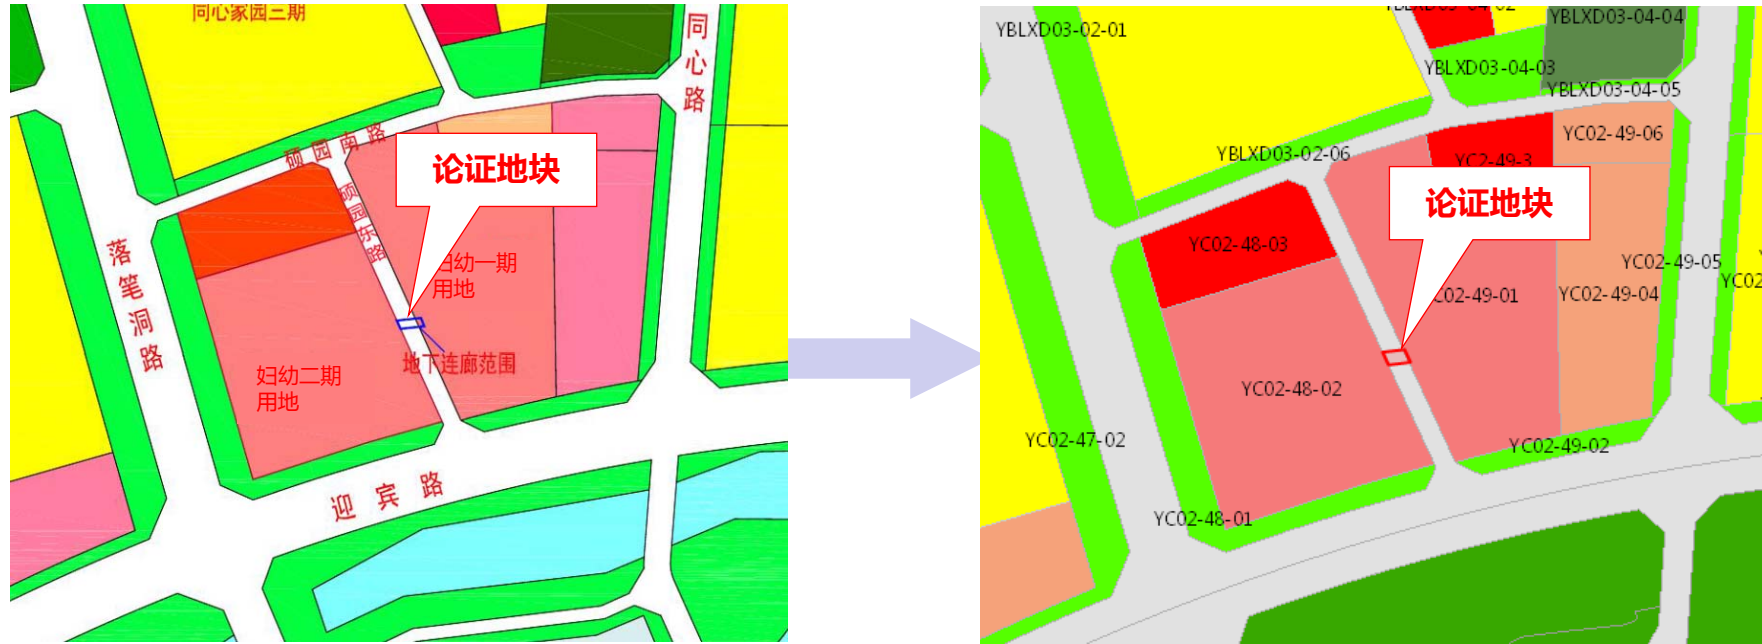 同心家园三期
同心路
硕园南路
论证地块
硕园东路
落笔洞路
妇幼一期
用地
地下连廊范围
妇幼二期
用地
迎宾路
YBLXD03-02-01
YBLXD03-04-04
YBLXD03-04-03
YBLXD03-04-05
YC02-49-06
YBLXD03-02-06
论证地块
YC02-48-03
YC02-49-05
YC02-49-04
YC02
C02-49-01
YC02-48-02
YC02-47-02
YC02-49-02
YC02-48-01